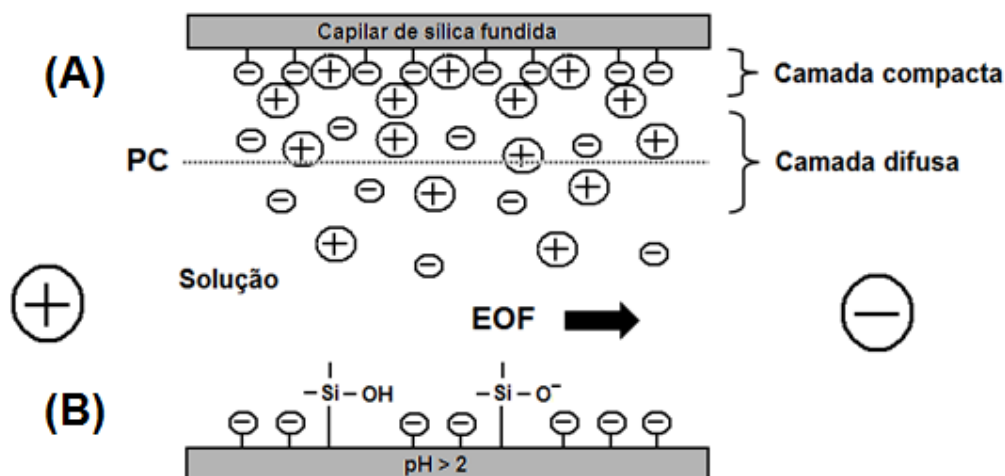 Capilar de sílica fundida
(A)
Camada compacta
PC
Camada difusa
Solução
EOF
–Si–OH –Si–O⁻
(B)
pH > 2